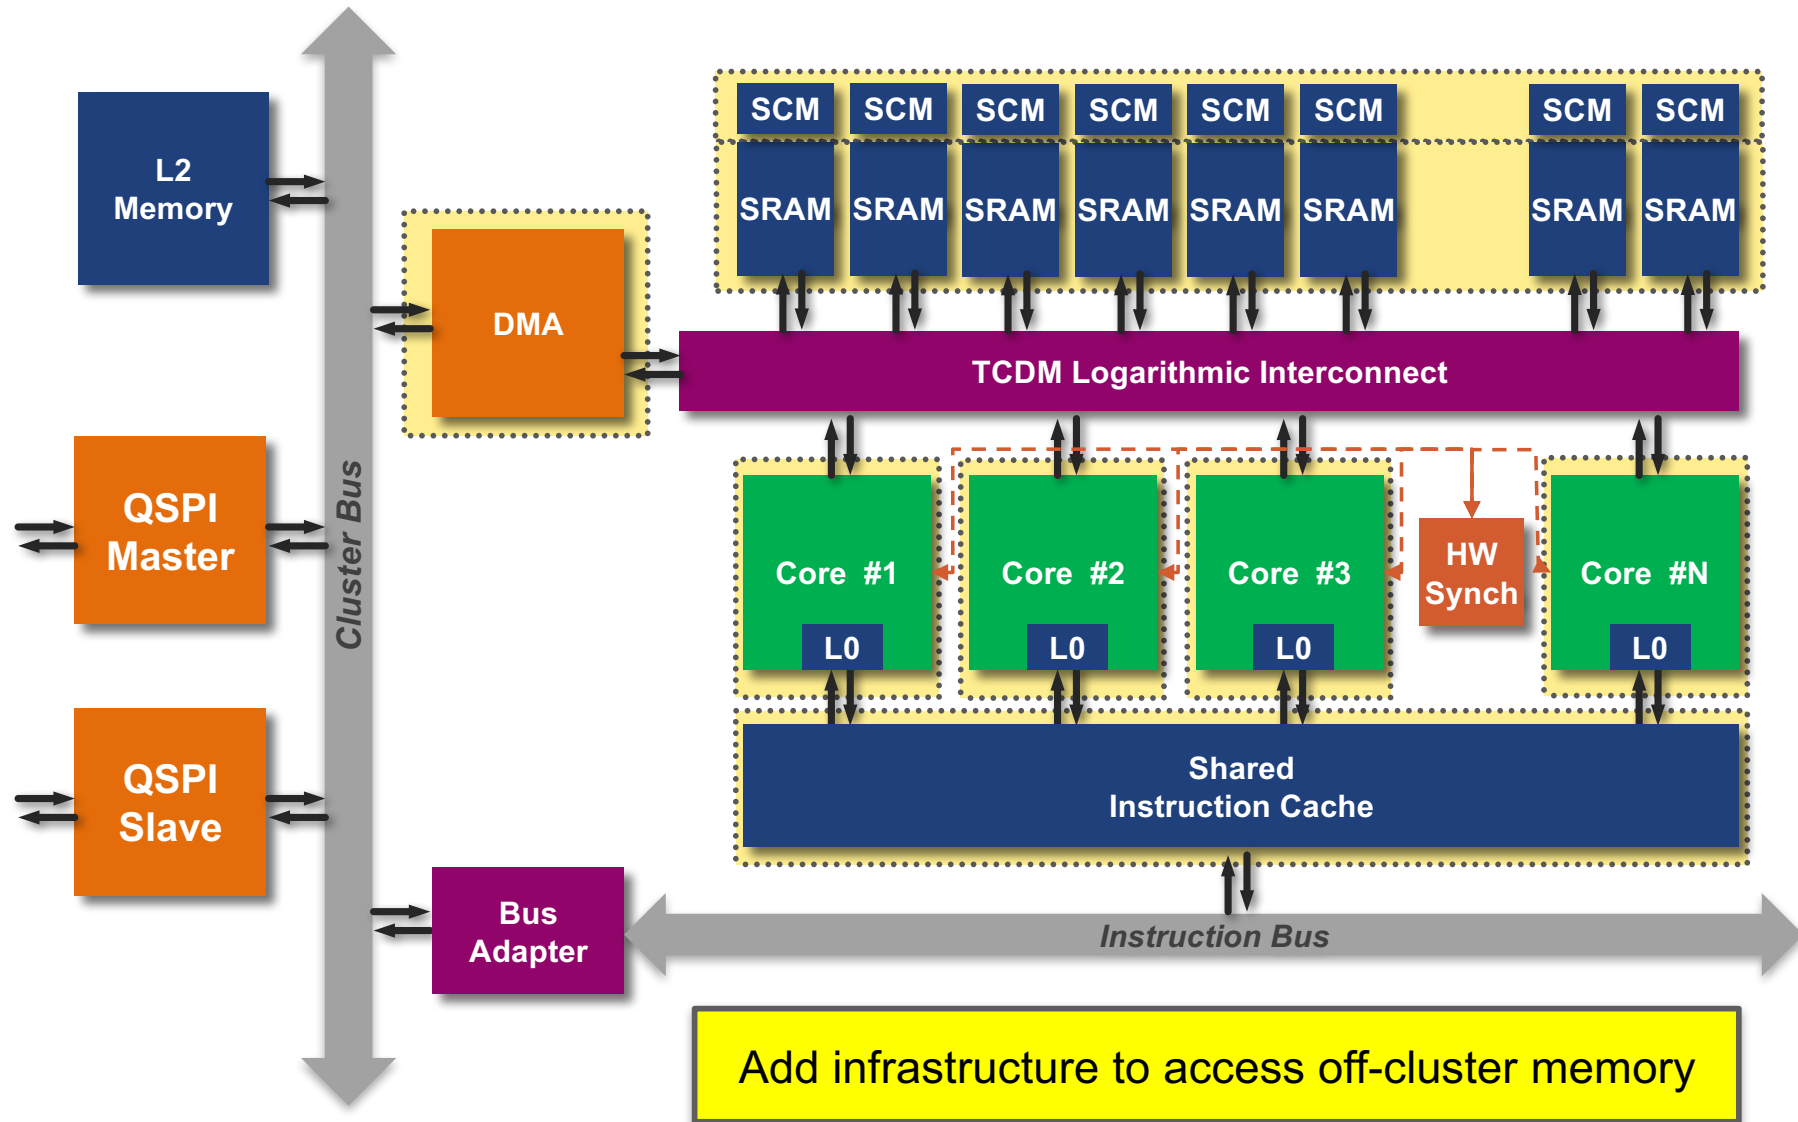 SCM SCM SCM SCM SCM SCM SCM SCM
L2
Memory
SRAM SRAM SRAM SRAM SRAM SRAM SRAM SRAM
DMA
TCDM Logarithmic Interconnect
QSPI
Master
Cluster Bus
Core #1 Core #2 Core #3 Core #N
HW
Synch
L0 L0 L0 L0
QSPI
Slave
Shared
Instruction Cache
Bus
Adapter
Instruction Bus
Add infrastructure to access off-cluster memory